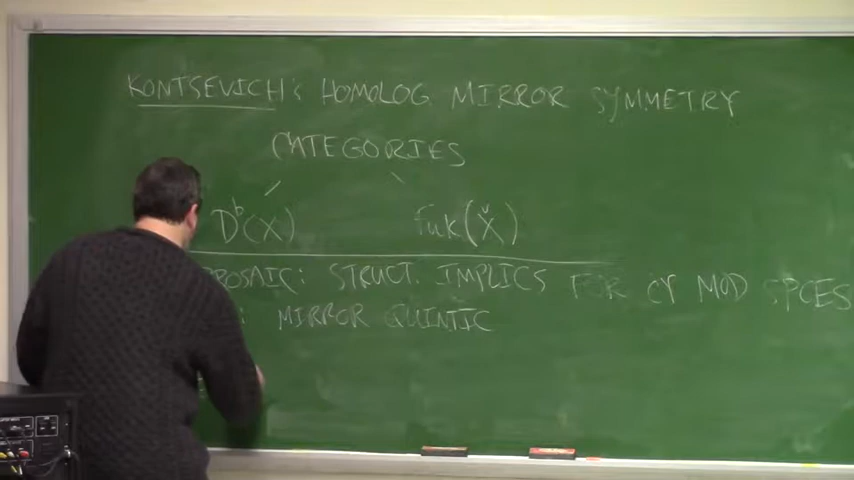 KONTSEVICH'S HOMOLOG. MIRROR SYMMETRY
CATEGORIES
D^b(X) Fuk(X̌)
PROSAIC: STRUCT. IMPLICS FOR CY MOD SPCES
: MIRROR QUINTIC